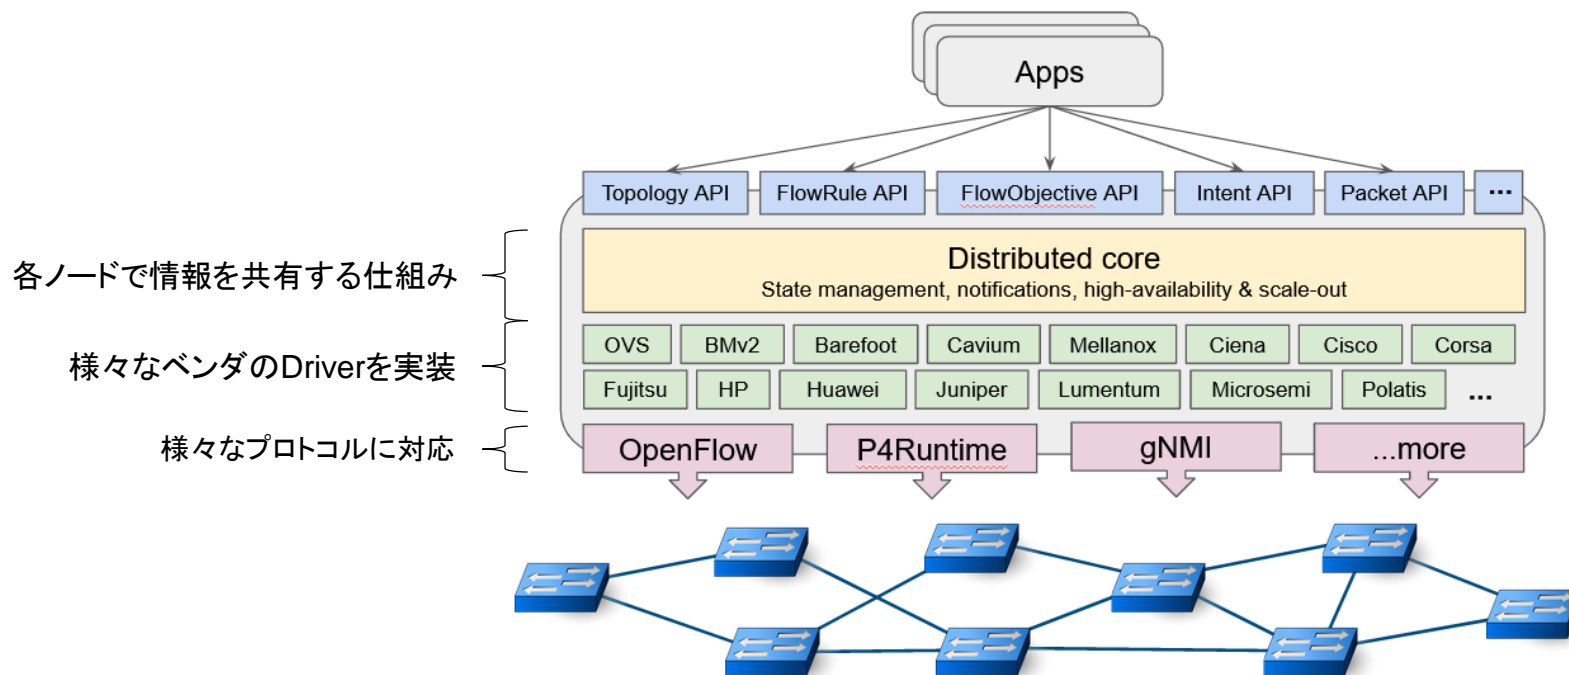 Apps
Topology API
FlowRule API
FlowObjective API
Intent API
Packet API
...
各ノードで情報を共有する仕組み
Distributed core
State management, notifications, high-availability & scale-out
様々なベンダのDriverを実装
OVS
BMv2
Barefoot
Cavium
Mellanox
Ciena
Cisco
Corsa
Fujitsu
HP
Huawei
Juniper
Lumentum
Microsemi
Polatis
...
様々なプロトコルに対応
OpenFlow
P4Runtime
gNMI
...more